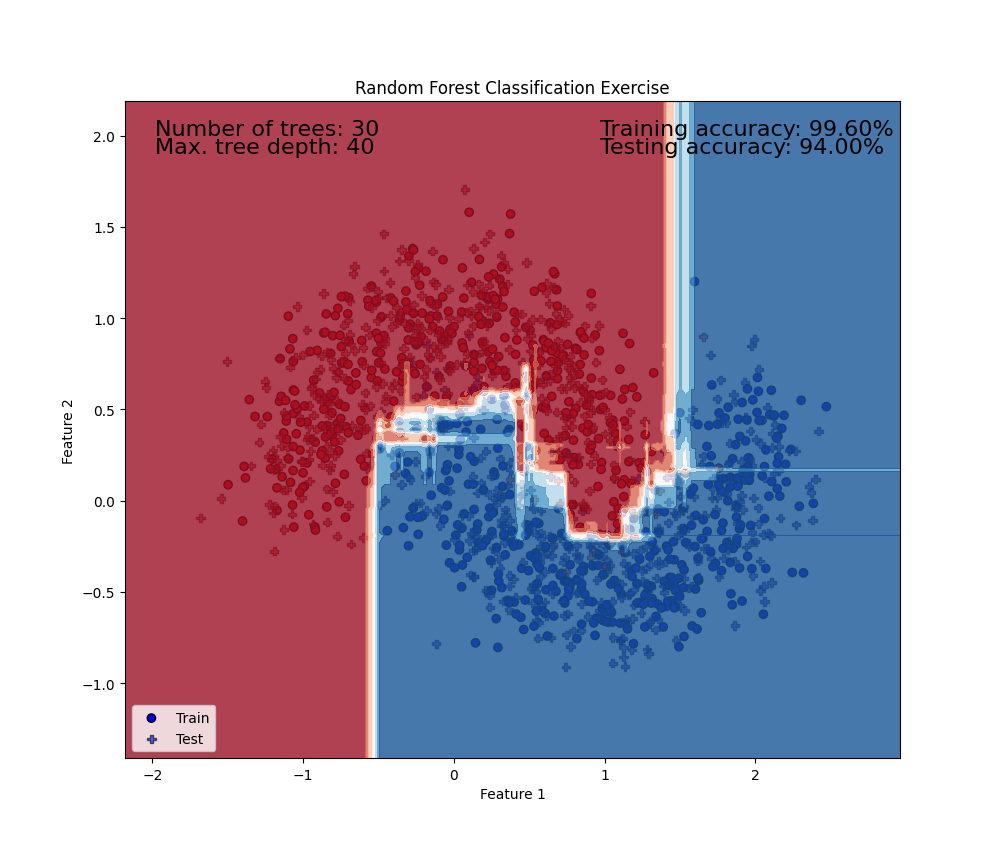 Random Forest Classification Exercise
Number of trees: 30
Max. tree depth: 40
Training accuracy: 99.60%
Testing accuracy: 94.00%
2.0
1.5
1.0
0.5
0.0
−0.5
−1.0
Feature 2
Train
Test
−2
−1
0
1
2
Feature 1